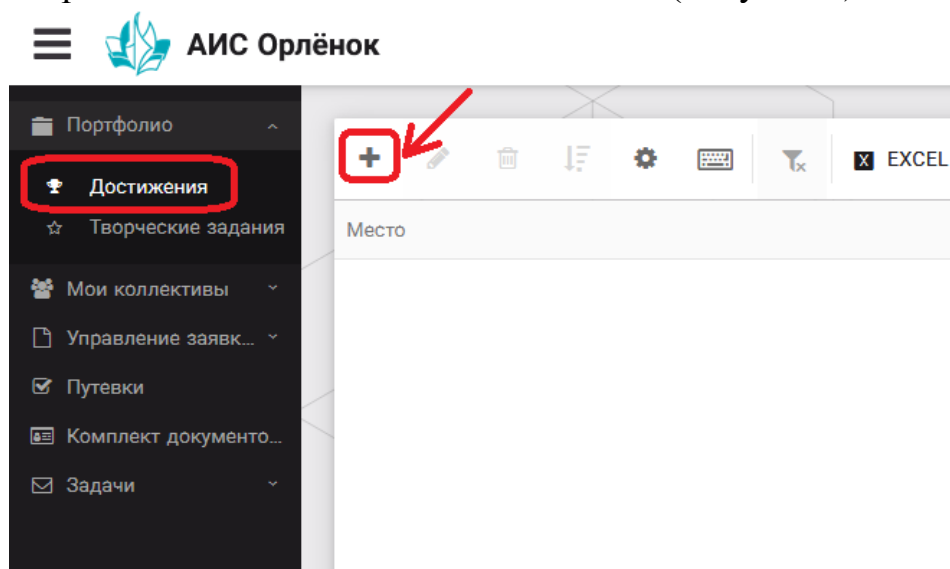 АИС Орлёнок
Портфолио
Достижения
Творческие задания
Мои коллективы
Управление заявк...
Путевки
Комплект документо...
Задачи
X EXCEL
Место